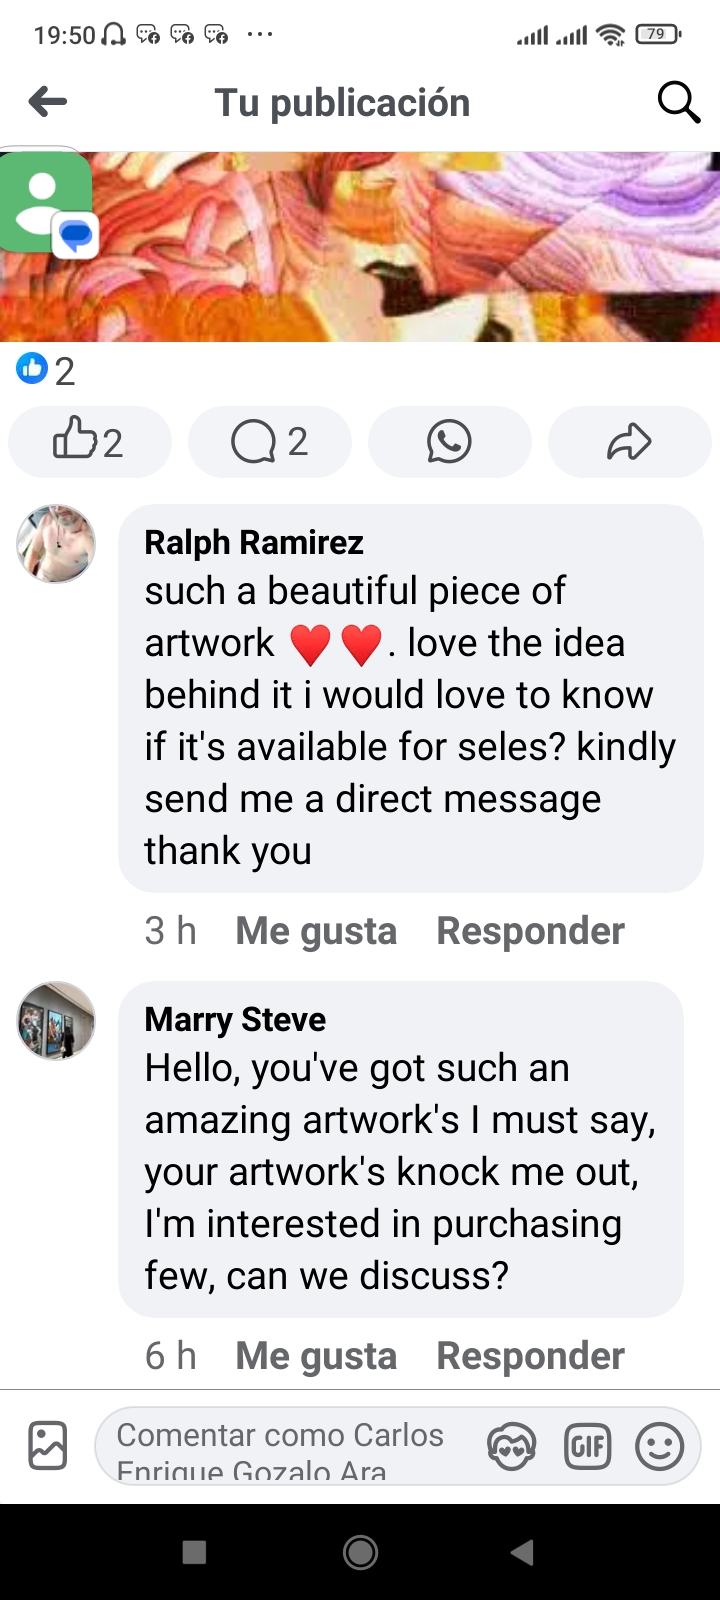 19:50
79
Tu publicación
2
2
2
Ralph Ramirez
such a beautiful piece of
artwork ♥️♥️. love the idea
behind it i would love to know
if it's available for seles? kindly
send me a direct message
thank you
3 h Me gusta Responder
Marry Steve
Hello, you've got such an
amazing artwork's I must say,
your artwork's knock me out,
I'm interested in purchasing
few, can we discuss?
6 h Me gusta Responder
Comentar como Carlos
Enrique Gozalo Ara
GIF